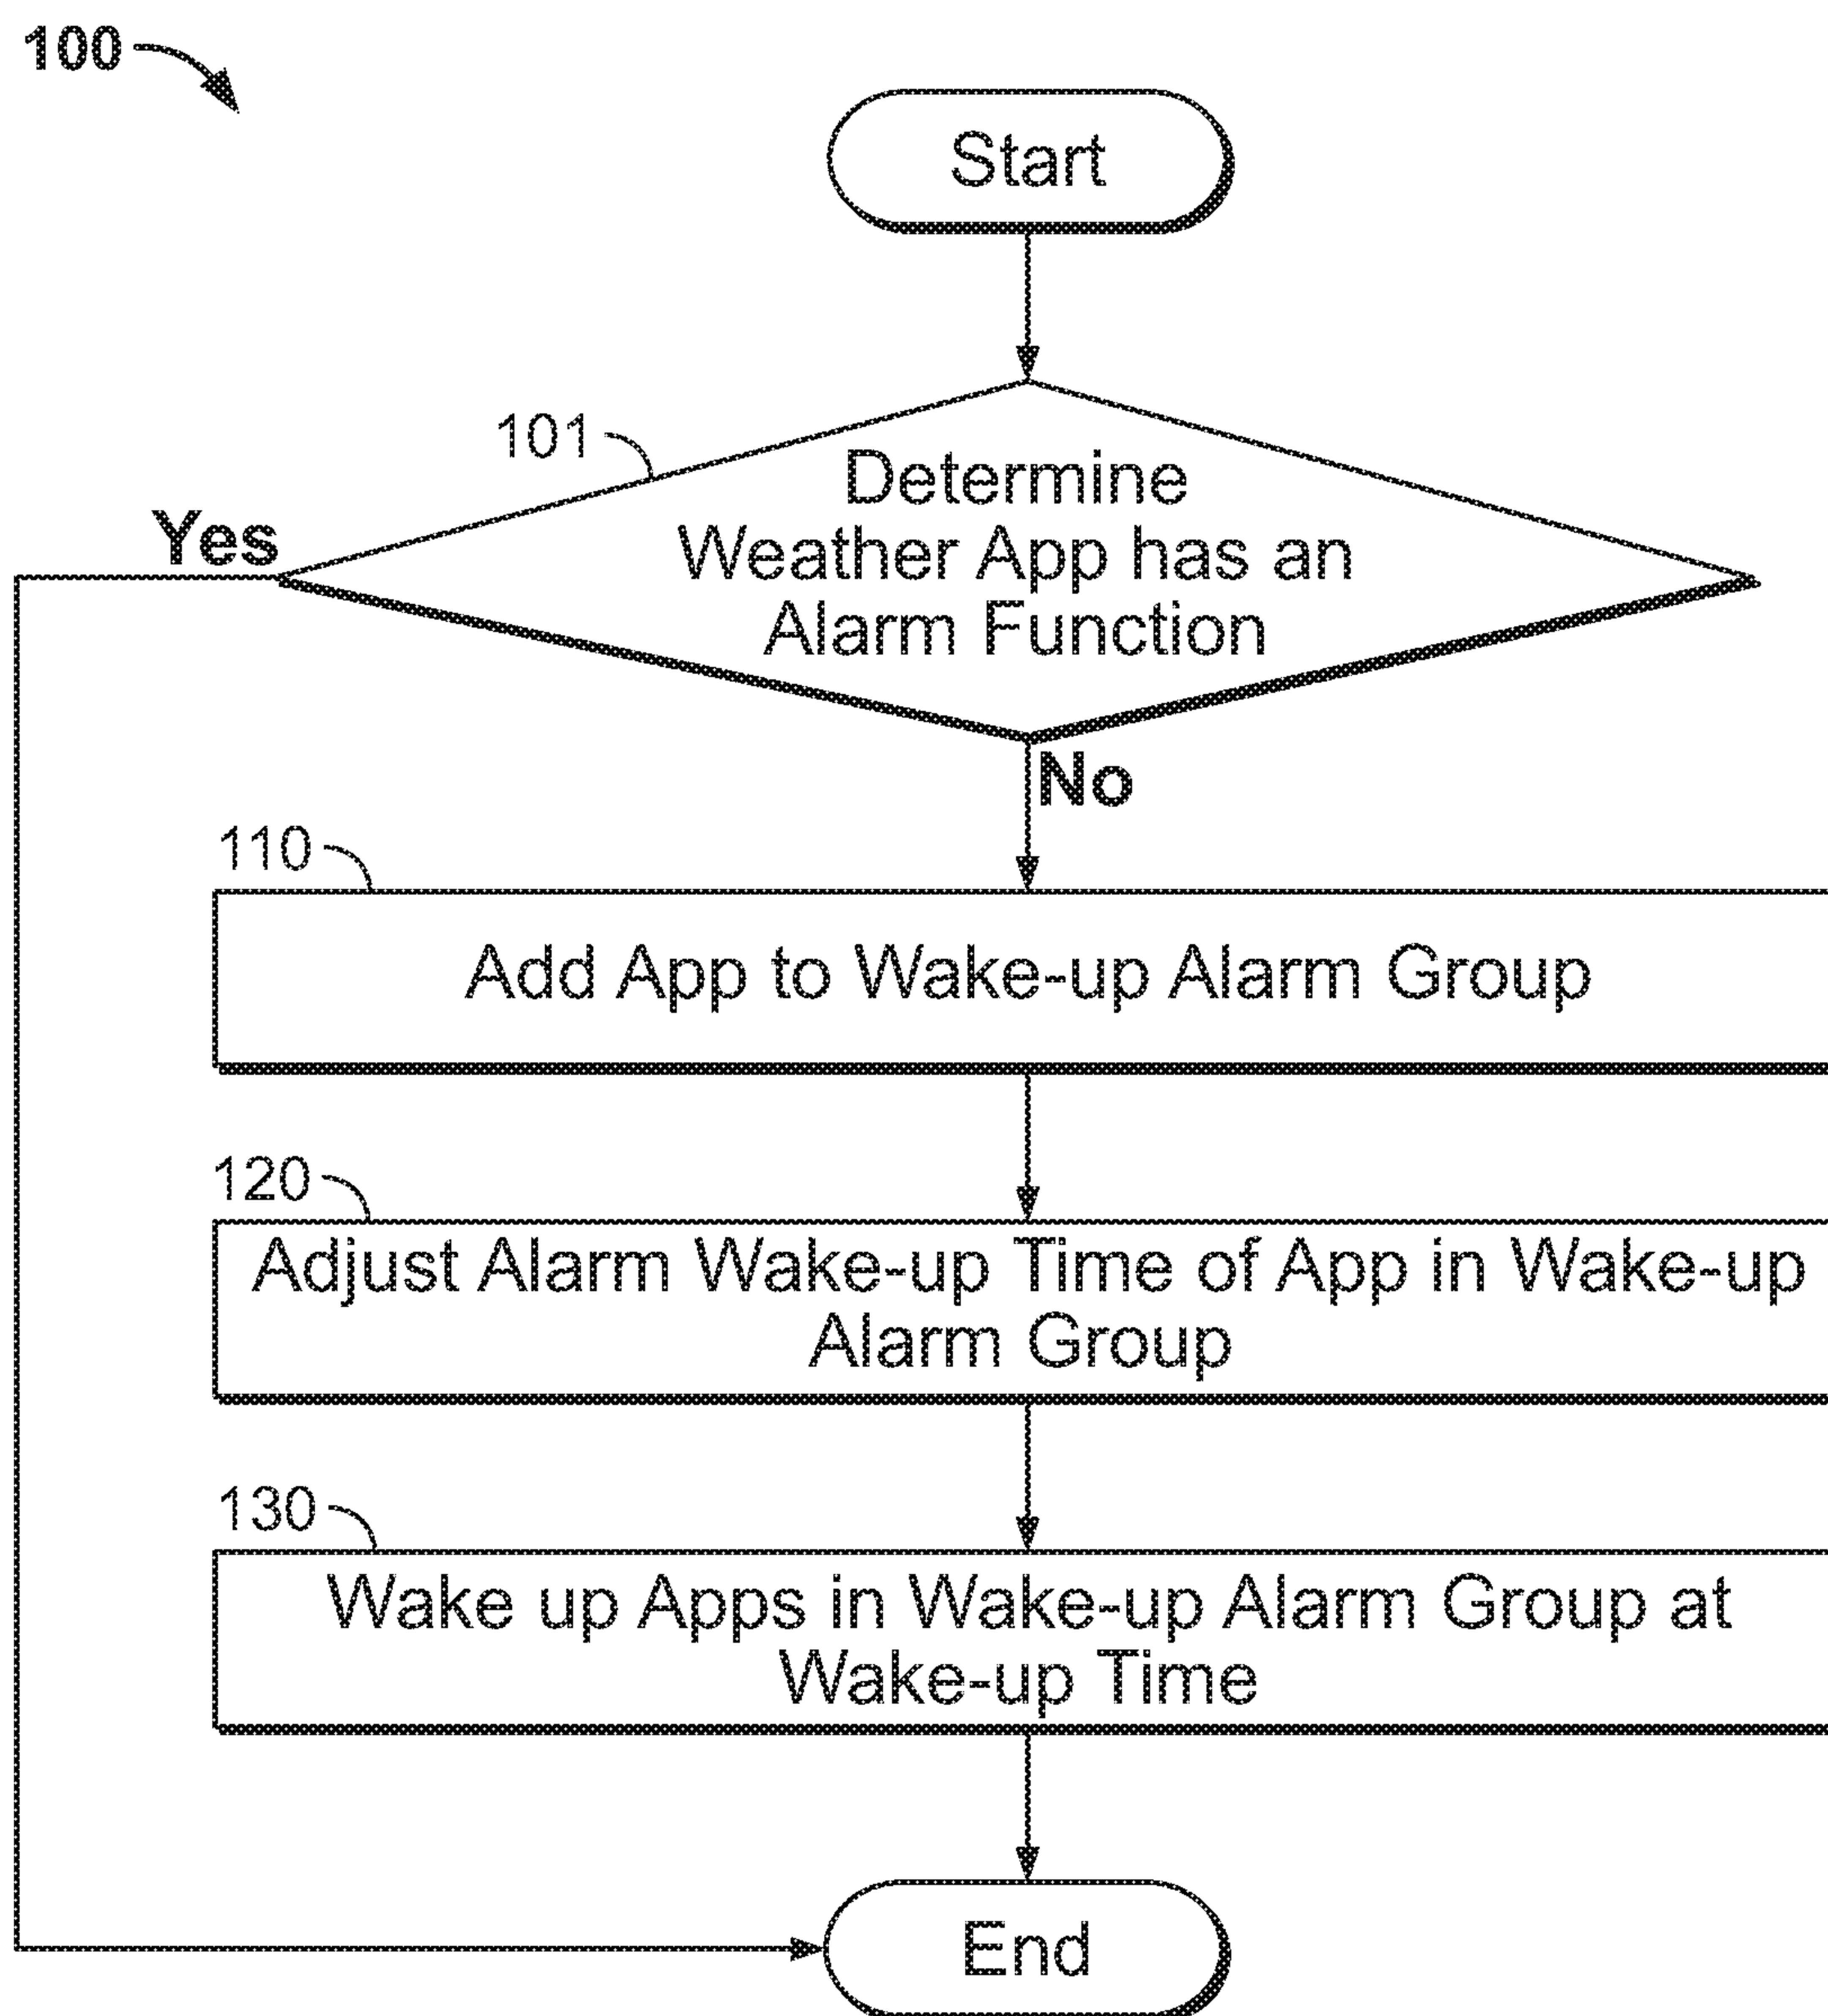 100
Start
101
Determine
Weather App has an
Alarm Function
Yes
No
110
Add App to Wake-up Alarm Group
120
Adjust Alarm Wake-up Time of App in Wake-up
Alarm Group
130
Wake up Apps in Wake-up Alarm Group at
Wake-up Time
End